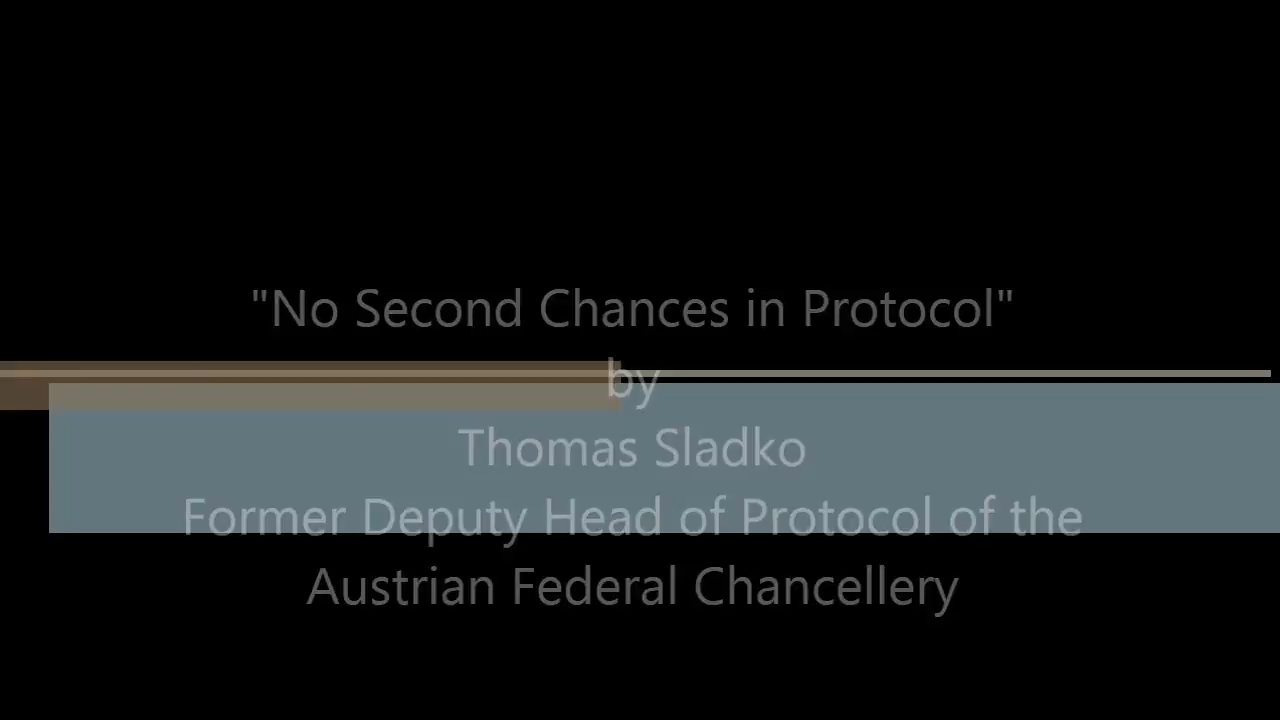 "No Second Chances in Protocol"
by
Thomas Sladko
Former Deputy Head of Protocol of the
Austrian Federal Chancellery